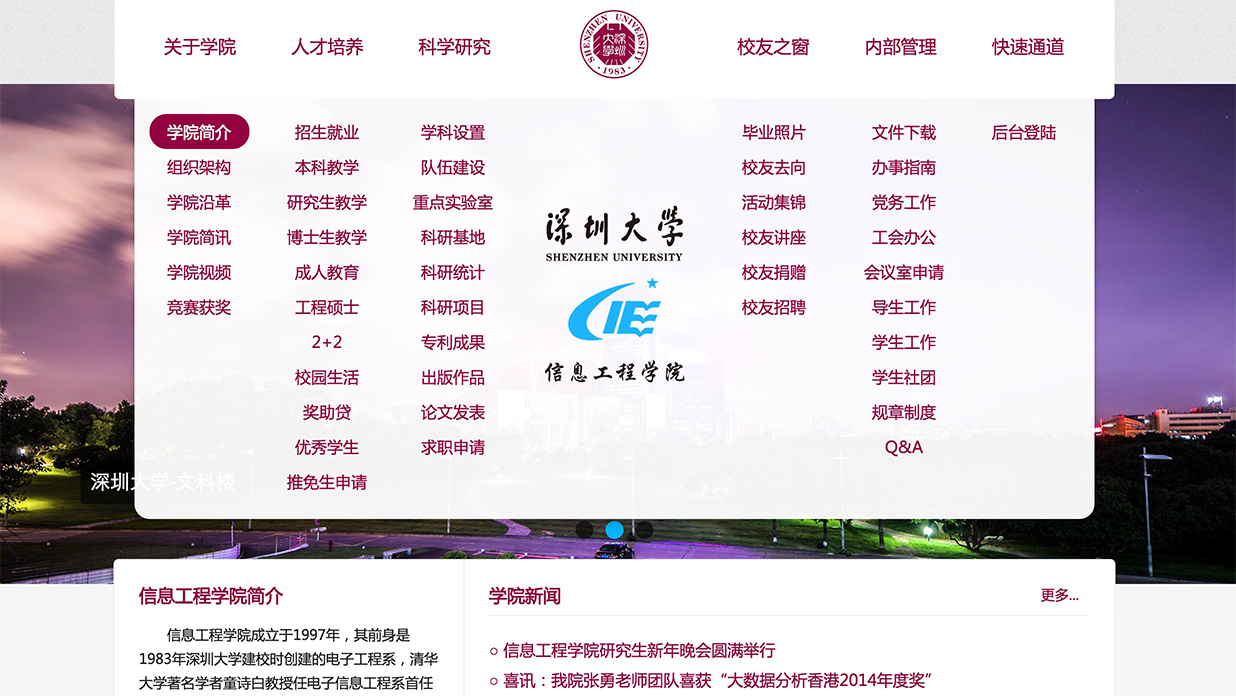 关于学院
人才培养
科学研究
SHENZHEN UNIVERSITY
1983
校友之窗
内部管理
快速通道
学院简介
组织架构
学院沿革
学院简讯
学院视频
竞赛获奖
招生就业
本科教学
研究生教学
博士生教学
成人教育
工程硕士
2+2
校园生活
奖助贷
优秀学生
推免生申请
学科设置
队伍建设
重点实验室
科研基地
科研统计
科研项目
专利成果
出版作品
论文发表
求职申请
深圳大学
SHENZHEN UNIVERSITY
CIE
信息工程学院
毕业照片
校友去向
活动集锦
校友讲座
校友捐赠
校友招聘
文件下载
办事指南
党务工作
工会办公
会议室申请
导生工作
学生工作
学生社团
规章制度
Q&A
后台登陆
深圳大学-文科楼
信息工程学院简介
信息工程学院成立于1997年，其前身是
1983年深圳大学建校时创建的电子工程系，清华
大学著名学者童诗白教授任电子信息工程系首任
学院新闻
更多...
信息工程学院研究生新年晚会圆满举行
喜讯：我院张勇老师团队喜获“大数据分析香港2014年度奖”